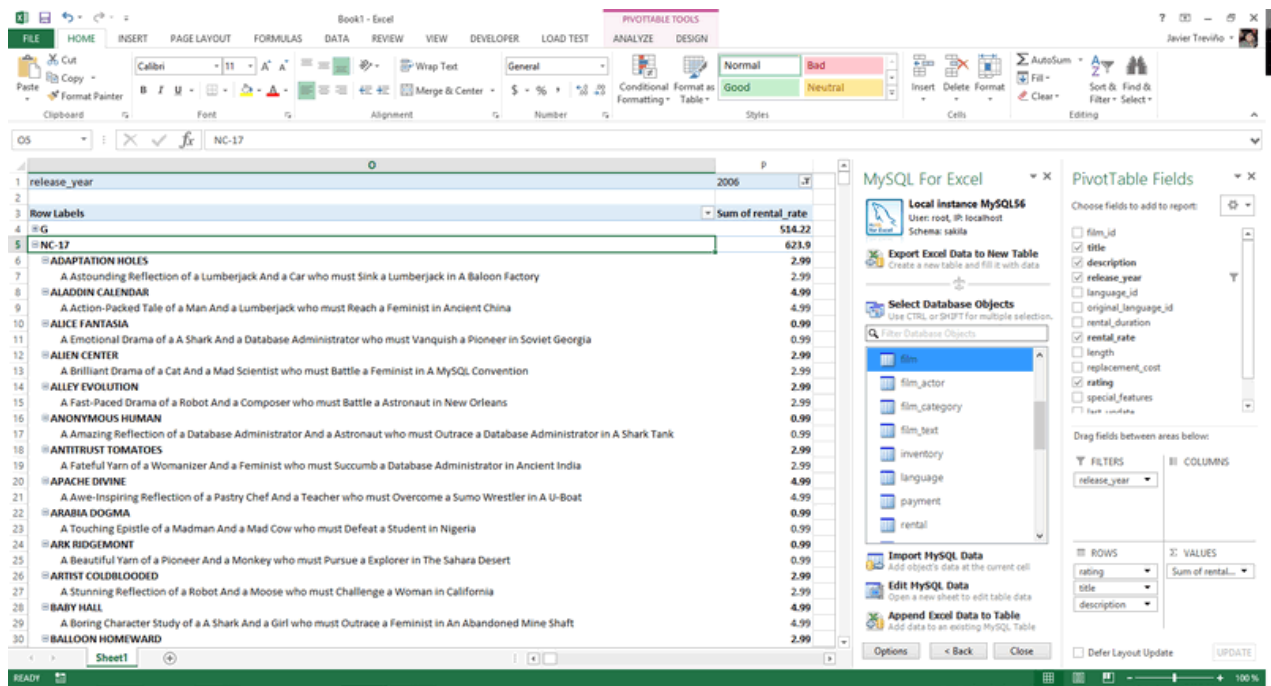 Book1 - Excel
PIVOTTABLE TOOLS
FILE HOME INSERT PAGE LAYOUT FORMULAS DATA REVIEW VIEW DEVELOPER LOAD TEST ANALYZE DESIGN
Javier Treviño
Paste
Cut
Copy
Format Painter
Clipboard
Calibri 11
B I U
Font
Wrap Text
Merge & Center
Alignment
General
$ % ,
Number
Conditional Formatting
Format as Table
Normal Bad
Good Neutral
Styles
Insert Delete Format
Cells
AutoSum
Fill
Clear
Sort & Filter
Find & Select
Editing
O5 fx NC-17
O P
1 release_year 2006
2
3 Row Labels Sum of rental_rate
4 G 514.22
5 NC-17 623.9
6 ADAPTATION HOLES 2.99
7 A Astounding Reflection of a Lumberjack And a Car who must Sink a Lumberjack in A Baloon Factory 2.99
8 ALADDIN CALENDAR 4.99
9 A Action-Packed Tale of a Man And a Lumberjack who must Reach a Feminist in Ancient China 4.99
10 ALICE FANTASIA 0.99
11 A Emotional Drama of a A Shark And a Database Administrator who must Vanquish a Pioneer in Soviet Georgia 0.99
12 ALIEN CENTER 2.99
13 A Brilliant Drama of a Cat And a Mad Scientist who must Battle a Feminist in A MySQL Convention 2.99
14 ALLEY EVOLUTION 2.99
15 A Fast-Paced Drama of a Robot And a Composer who must Battle a Astronaut in New Orleans 2.99
16 ANONYMOUS HUMAN 0.99
17 A Amazing Reflection of a Database Administrator And a Astronaut who must Outrace a Database Administrator in A Shark Tank 0.99
18 ANTITRUST TOMATOES 2.99
19 A Fateful Yarn of a Womanizer And a Feminist who must Succumb a Database Administrator in Ancient India 2.99
20 APACHE DIVINE 4.99
21 A Awe-Inspiring Reflection of a Pastry Chef And a Teacher who must Overcome a Sumo Wrestler in A U-Boat 4.99
22 ARABIA DOGMA 0.99
23 A Touching Epistle of a Madman And a Mad Cow who must Defeat a Student in Nigeria 0.99
24 ARK RIDGEMONT 0.99
25 A Beautiful Yarn of a Pioneer And a Monkey who must Pursue a Explorer in The Sahara Desert 0.99
26 ARTIST COLDBLOODED 2.99
27 A Stunning Reflection of a Robot And a Moose who must Challenge a Woman in California 2.99
28 BABY HALL 4.99
29 A Boring Character Study of a A Shark And a Girl who must Outrace a Feminist in An Abandoned Mine Shaft 4.99
30 BALLOON HOMEWARD 2.99
Sheet1
READY
100 %
MySQL For Excel
Local instance MySQL56
User: root, IP: localhost
Schema: sakila
Export Excel Data to New Table
Create a new table and fill it with data
Select Database Objects
Use CTRL or SHIFT for multiple selection.
Filter Database Objects
film
film_actor
film_category
film_text
inventory
language
payment
rental
Import MySQL Data
Add object's data at the current cell
Edit MySQL Data
Open a new sheet to edit table data
Append Excel Data to Table
Add data to an existing MySQL Table
Options < Back Close
PivotTable Fields
Choose fields to add to report:
film_id
title
description
release_year
language_id
original_language_id
rental_duration
rental_rate
length
replacement_cost
rating
special_features
last_update
Drag fields between areas below:
FILTERS COLUMNS
release_year
ROWS Σ VALUES
rating Sum of rental...
title
description
Defer Layout Update UPDATE